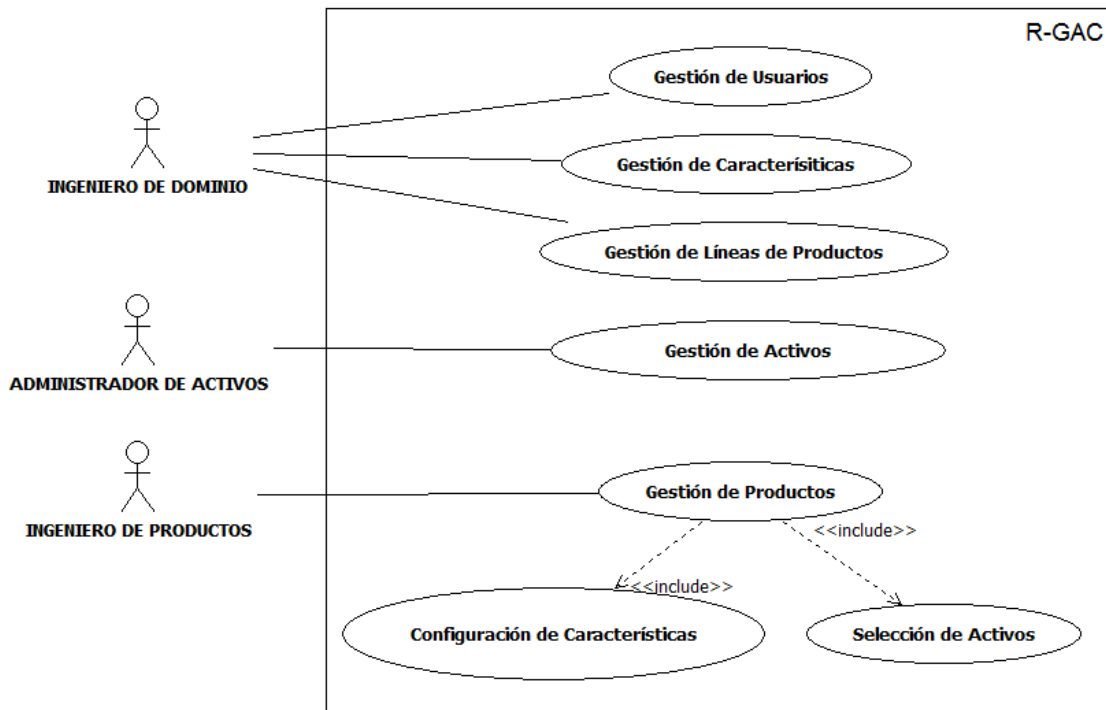 R-GAC
Gestión de Usuarios
INGENIERO DE DOMINIO
Gestión de Caracterísiticas
Gestión de Líneas de Productos
ADMINISTRADOR DE ACTIVOS
Gestión de Activos
INGENIERO DE PRODUCTOS
Gestión de Productos
<<include>>
<<include>>
Configuración de Características
Selección de Activos